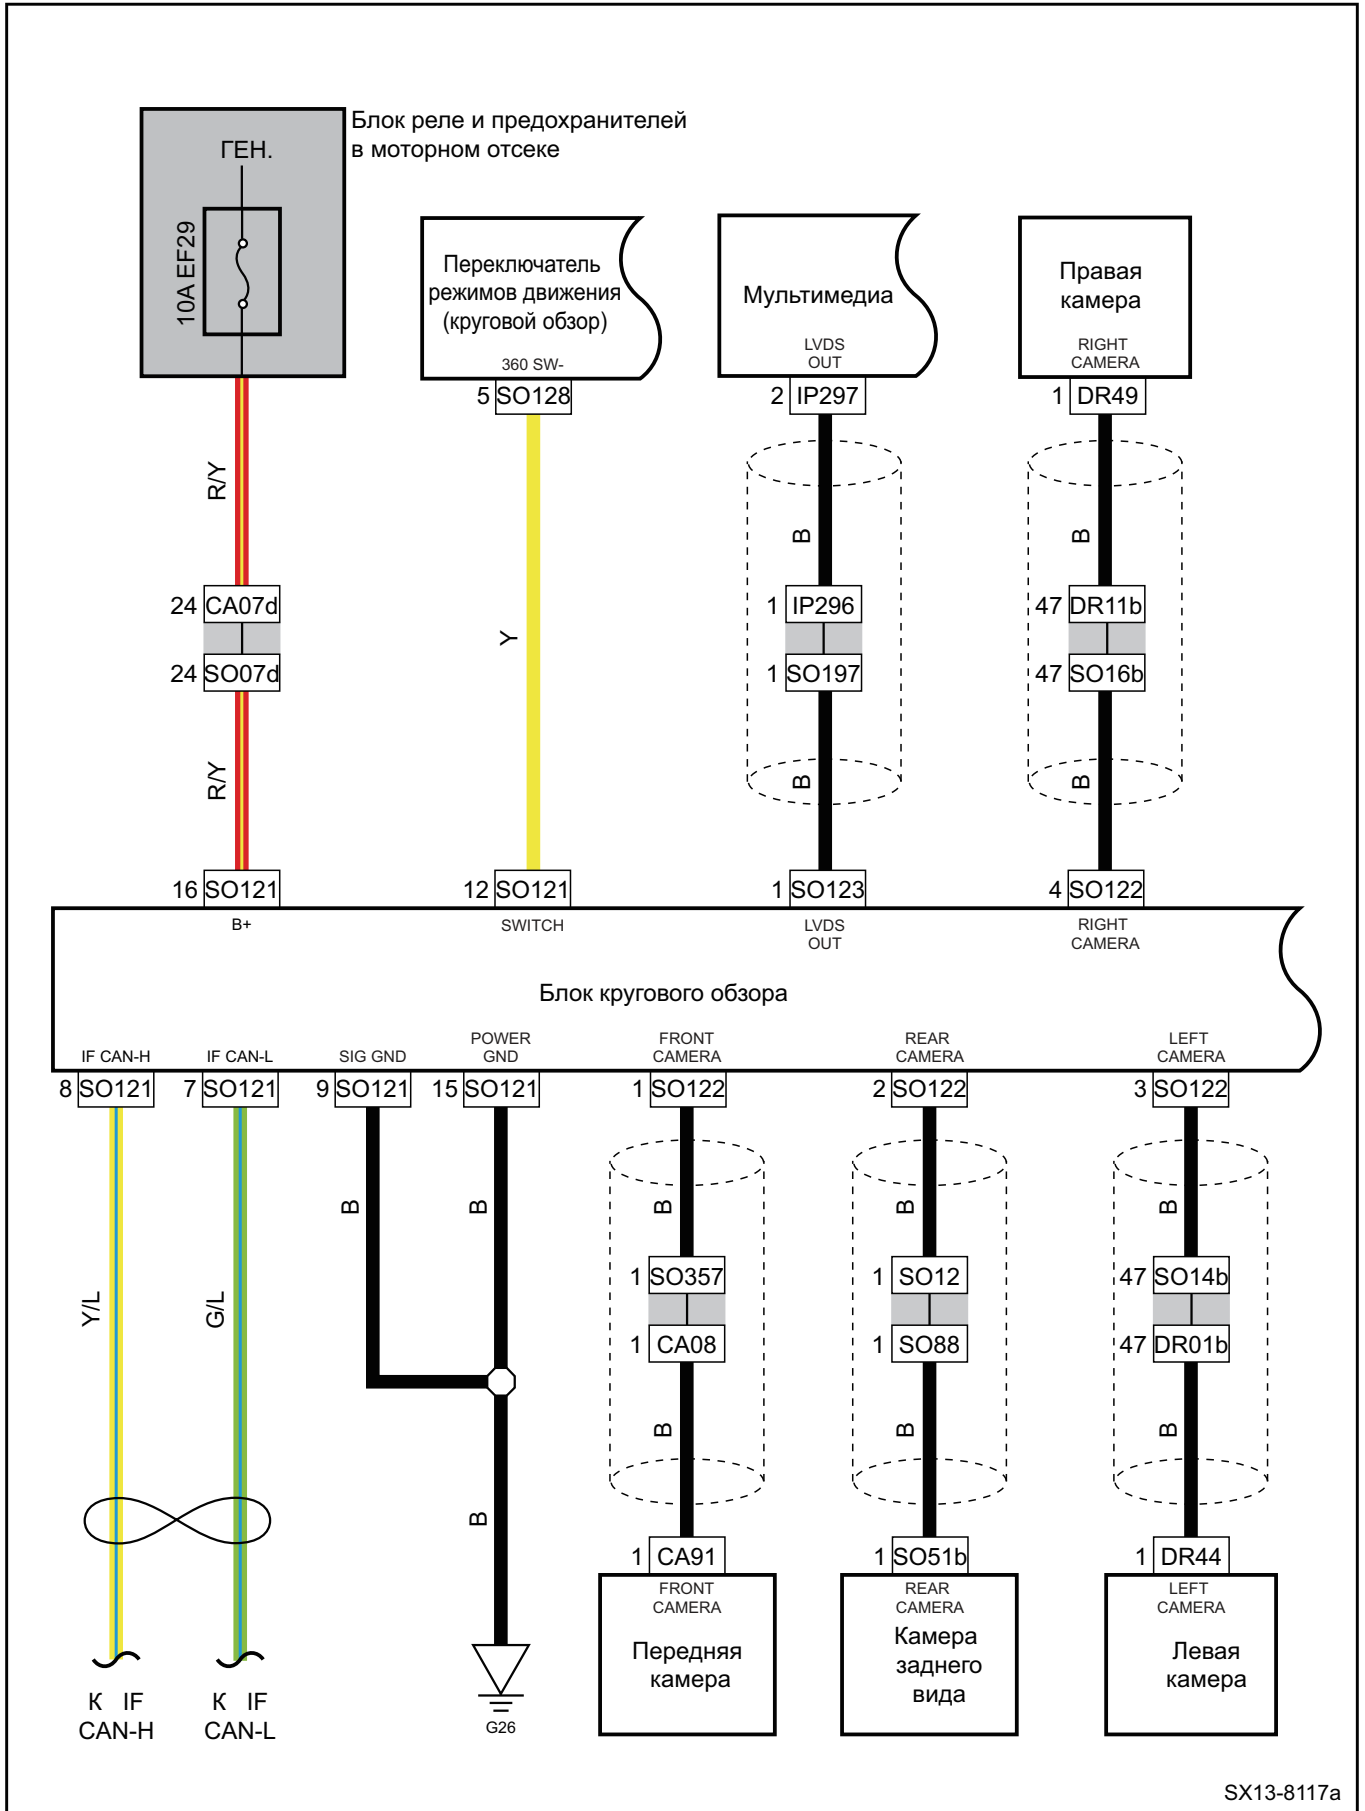 Блок реле и предохранителей
в моторном отсеке
ГЕН.
10A EF29
Переключатель
режимов движения
(круговой обзор)
360 SW-
5 SO128
Мультимедиа
LVDS
OUT
2 IP297
Правая
камера
RIGHT
CAMERA
1 DR49
R/Y
B
B
24 CA07d
1 IP296
47 DR11b
Y
24 SO07d
1 SO197
47 SO16b
R/Y
B
B
16 SO121
12 SO121
1 SO123
4 SO122
B+
SWITCH
LVDS
OUT
RIGHT
CAMERA
Блок кругового обзора
IF CAN-H
IF CAN-L
SIG GND
POWER
GND
FRONT
CAMERA
REAR
CAMERA
LEFT
CAMERA
8 SO121
7 SO121
9 SO121
15 SO121
1 SO122
2 SO122
3 SO122
B
B
B
B
B
Y/L
G/L
1 SO357
1 SO12
47 SO14b
1 CA08
1 SO88
47 DR01b
B
B
B
B
1 CA91
1 SO51b
1 DR44
FRONT
CAMERA
REAR
CAMERA
LEFT
CAMERA
Передняя
камера
Камера
заднего
вида
Левая
камера
К IF
CAN-H
К IF
CAN-L
G26
SX13-8117a